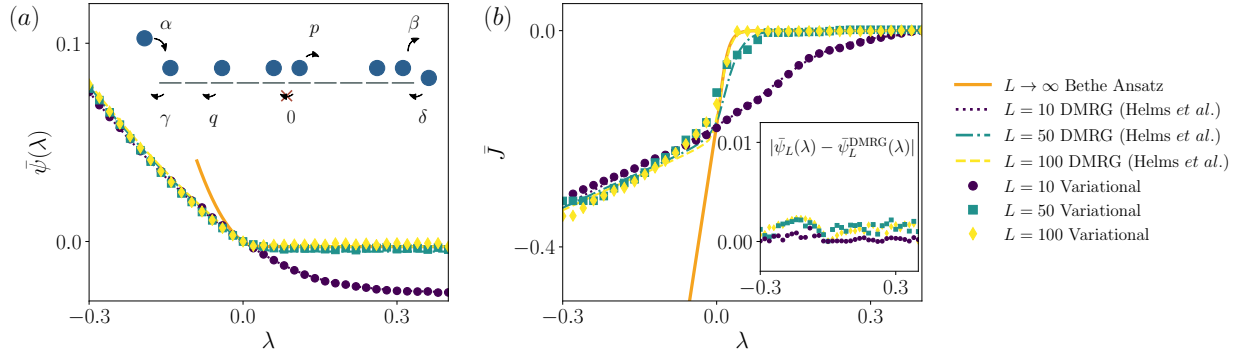 (a)
0.1
0.0
ψ̄(λ)
−0.3
0.0
0.3
λ
α
p
β
γ
q
0
δ
(b)
0.0
−0.4
J̄
−0.3
0.0
0.3
λ
0.01
|ψ̄_L(λ) − ψ̄_L^DMRG(λ)|
0.00
−0.3
0.3
L → ∞ Bethe Ansatz
L = 10 DMRG (Helms et al.)
L = 50 DMRG (Helms et al.)
L = 100 DMRG (Helms et al.)
L = 10 Variational
L = 50 Variational
L = 100 Variational